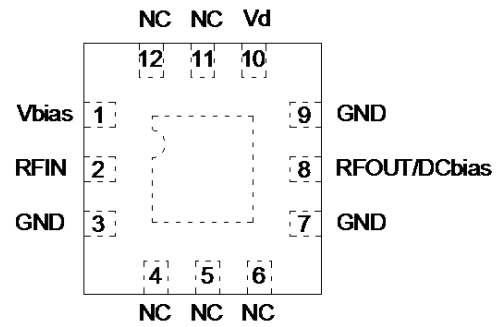 NC NC Vd
12 11 10
Vbias 1 9 GND
RFIN 2 8 RFOUT/DCbias
GND 3 7 GND
4 5 6
NC NC NC